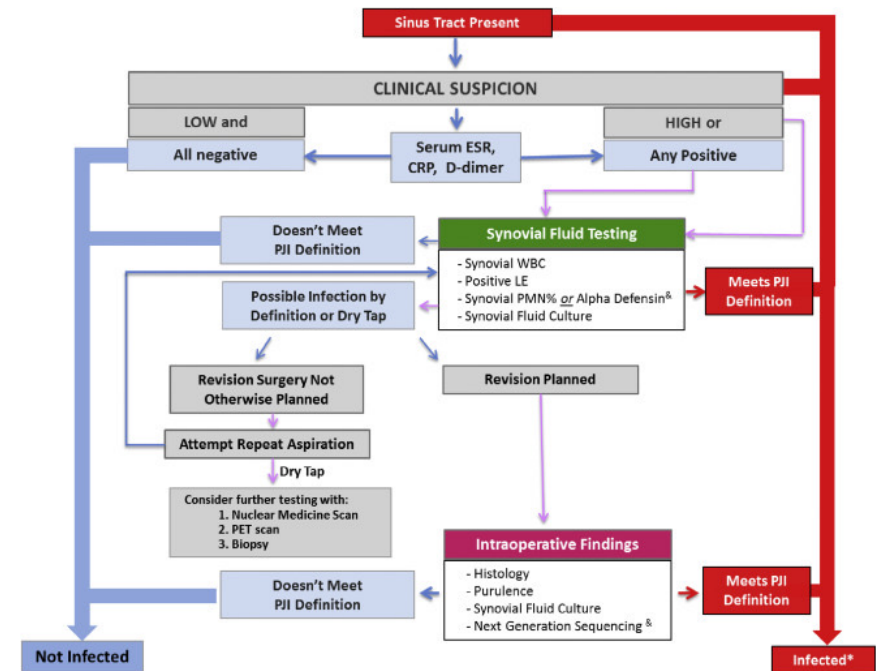 Sinus Tract Present
CLINICAL SUSPICION
LOW and
HIGH or
All negative
Serum ESR,
CRP, D-dimer
Any Positive
Doesn't Meet
PJI Definition
Synovial Fluid Testing
- Synovial WBC
- Positive LE
- Synovial PMN% or Alpha Defensin&
- Synovial Fluid Culture
Meets PJI
Definition
Possible Infection by
Definition or Dry Tap
Revision Surgery Not
Otherwise Planned
Revision Planned
Attempt Repeat Aspiration
Dry Tap
Consider further testing with:
1. Nuclear Medicine Scan
2. PET scan
3. Biopsy
Intraoperative Findings
- Histology
- Purulence
- Synovial Fluid Culture
- Next Generation Sequencing &
Doesn't Meet
PJI Definition
Meets PJI
Definition
Not Infected
Infected*